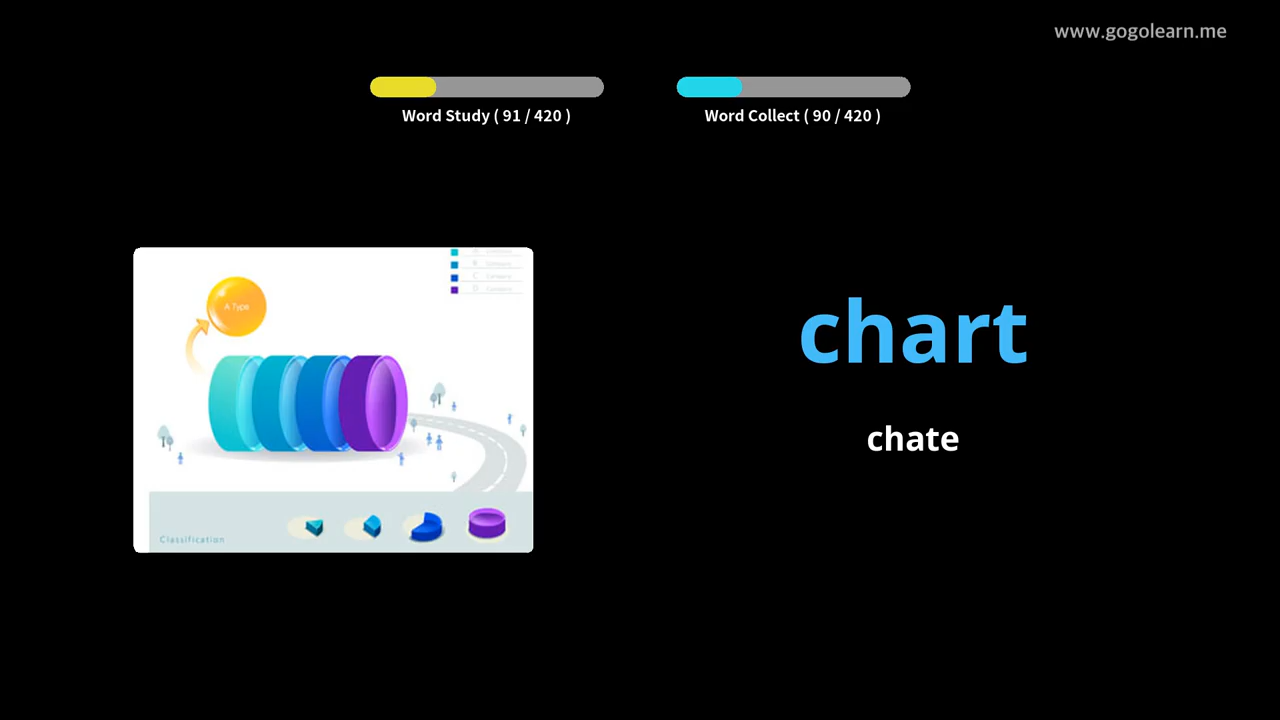 www.gogolearn.me
Word Study ( 91 / 420 )
Word Collect ( 90 / 420 )
A Type
A
B
C
D
chart
chate
Classification